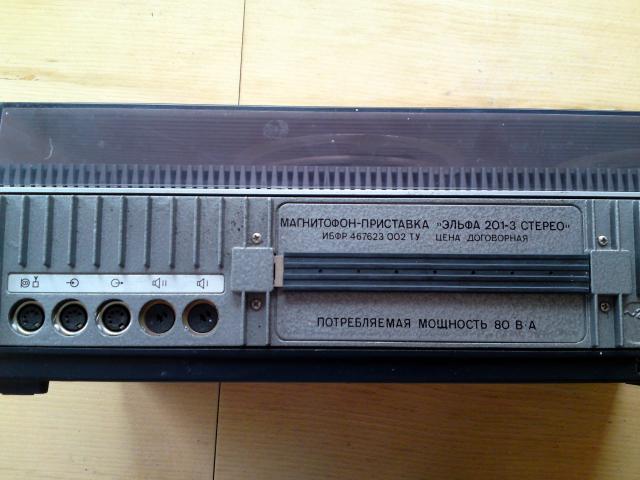 МАГНИТОФОН-ПРИСТАВКА „ЭЛЬФА 201-3 СТЕРЕО"
ИБФР 467623 002 ТУ ЦЕНА ДОГОВОРНАЯ
ПОТРЕБЛЯЕМАЯ МОЩНОСТЬ 80 В·А